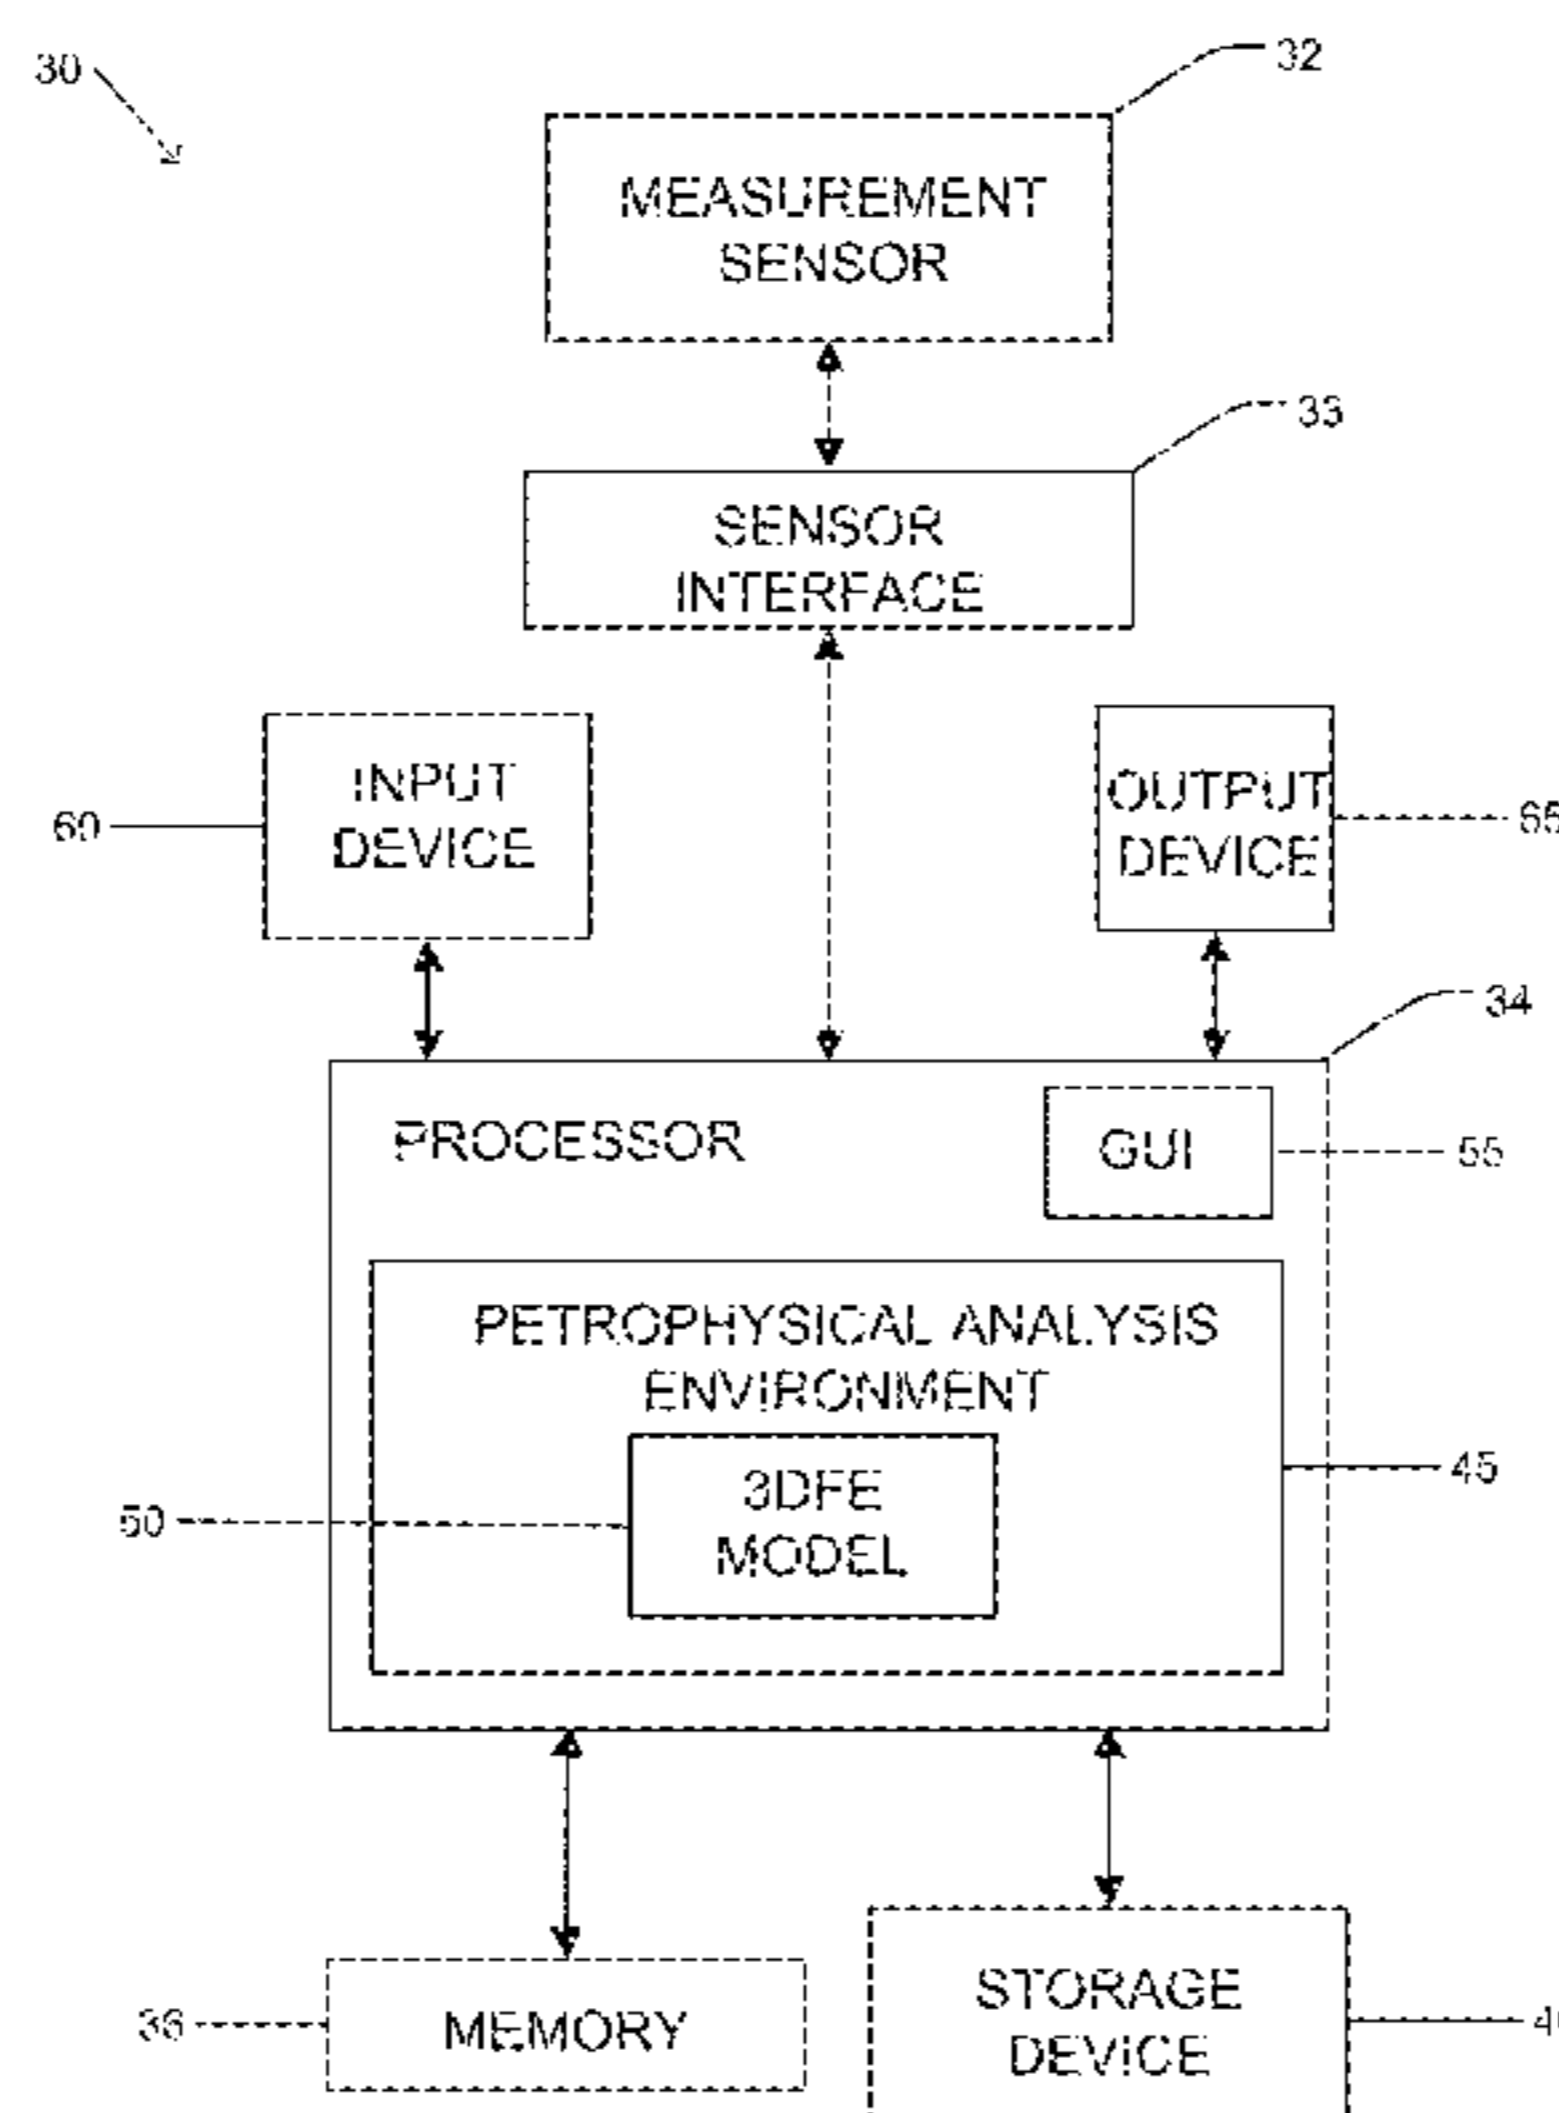 30
32
MEASUREMENT
SENSOR
33
SENSOR
INTERFACE
INPUT
DEVICE
60
OUTPUT
DEVICE
65
34
PROCESSOR
GUI
55
PETROPHYSICAL ANALYSIS
ENVIRONMENT
45
3DFE
MODEL
50
36
MEMORY
STORAGE
DEVICE